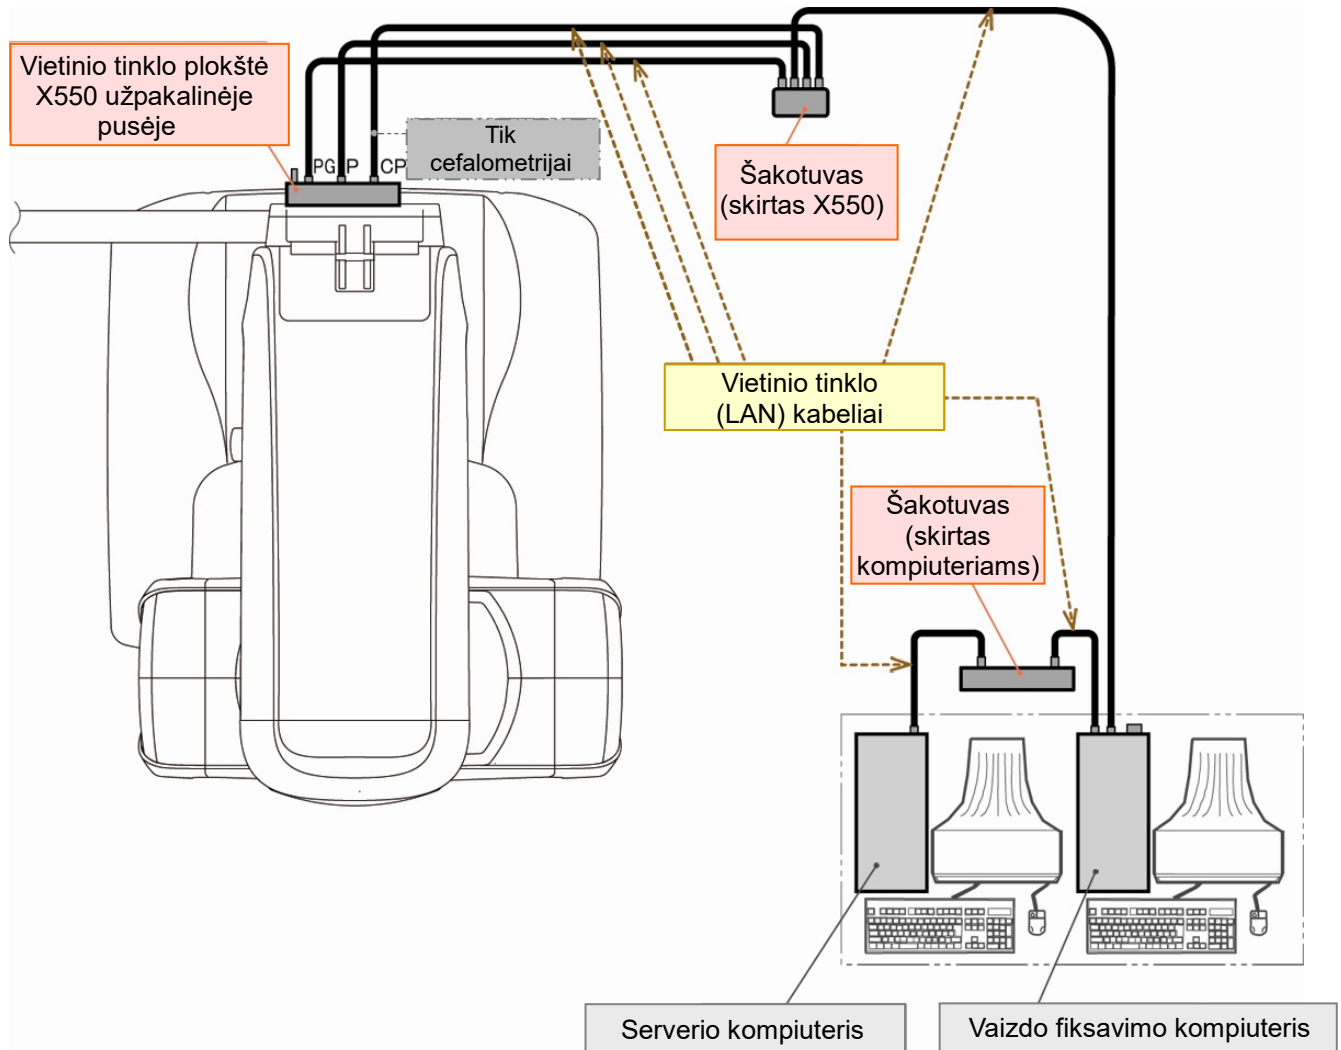 Vietinio tinklo plokštė
X550 užpakalinėje
pusėje
Tik
cefalometrijai
PG P CP
Šakotuvas
(skirtas X550)
Vietinio tinklo
(LAN) kabeliai
Šakotuvas
(skirtas
kompiuteriams)
Serverio kompiuteris
Vaizdo fiksavimo kompiuteris